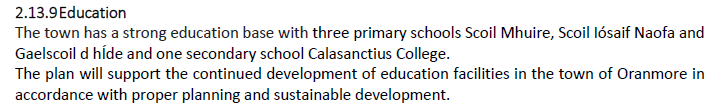 2.13.9Education
The town has a strong education base with three primary schools Scoil Mhuire, Scoil Iósaif Naofa and
Gaelscoil d hÍde and one secondary school Calasanctius College.
The plan will support the continued development of education facilities in the town of Oranmore in
accordance with proper planning and sustainable development.